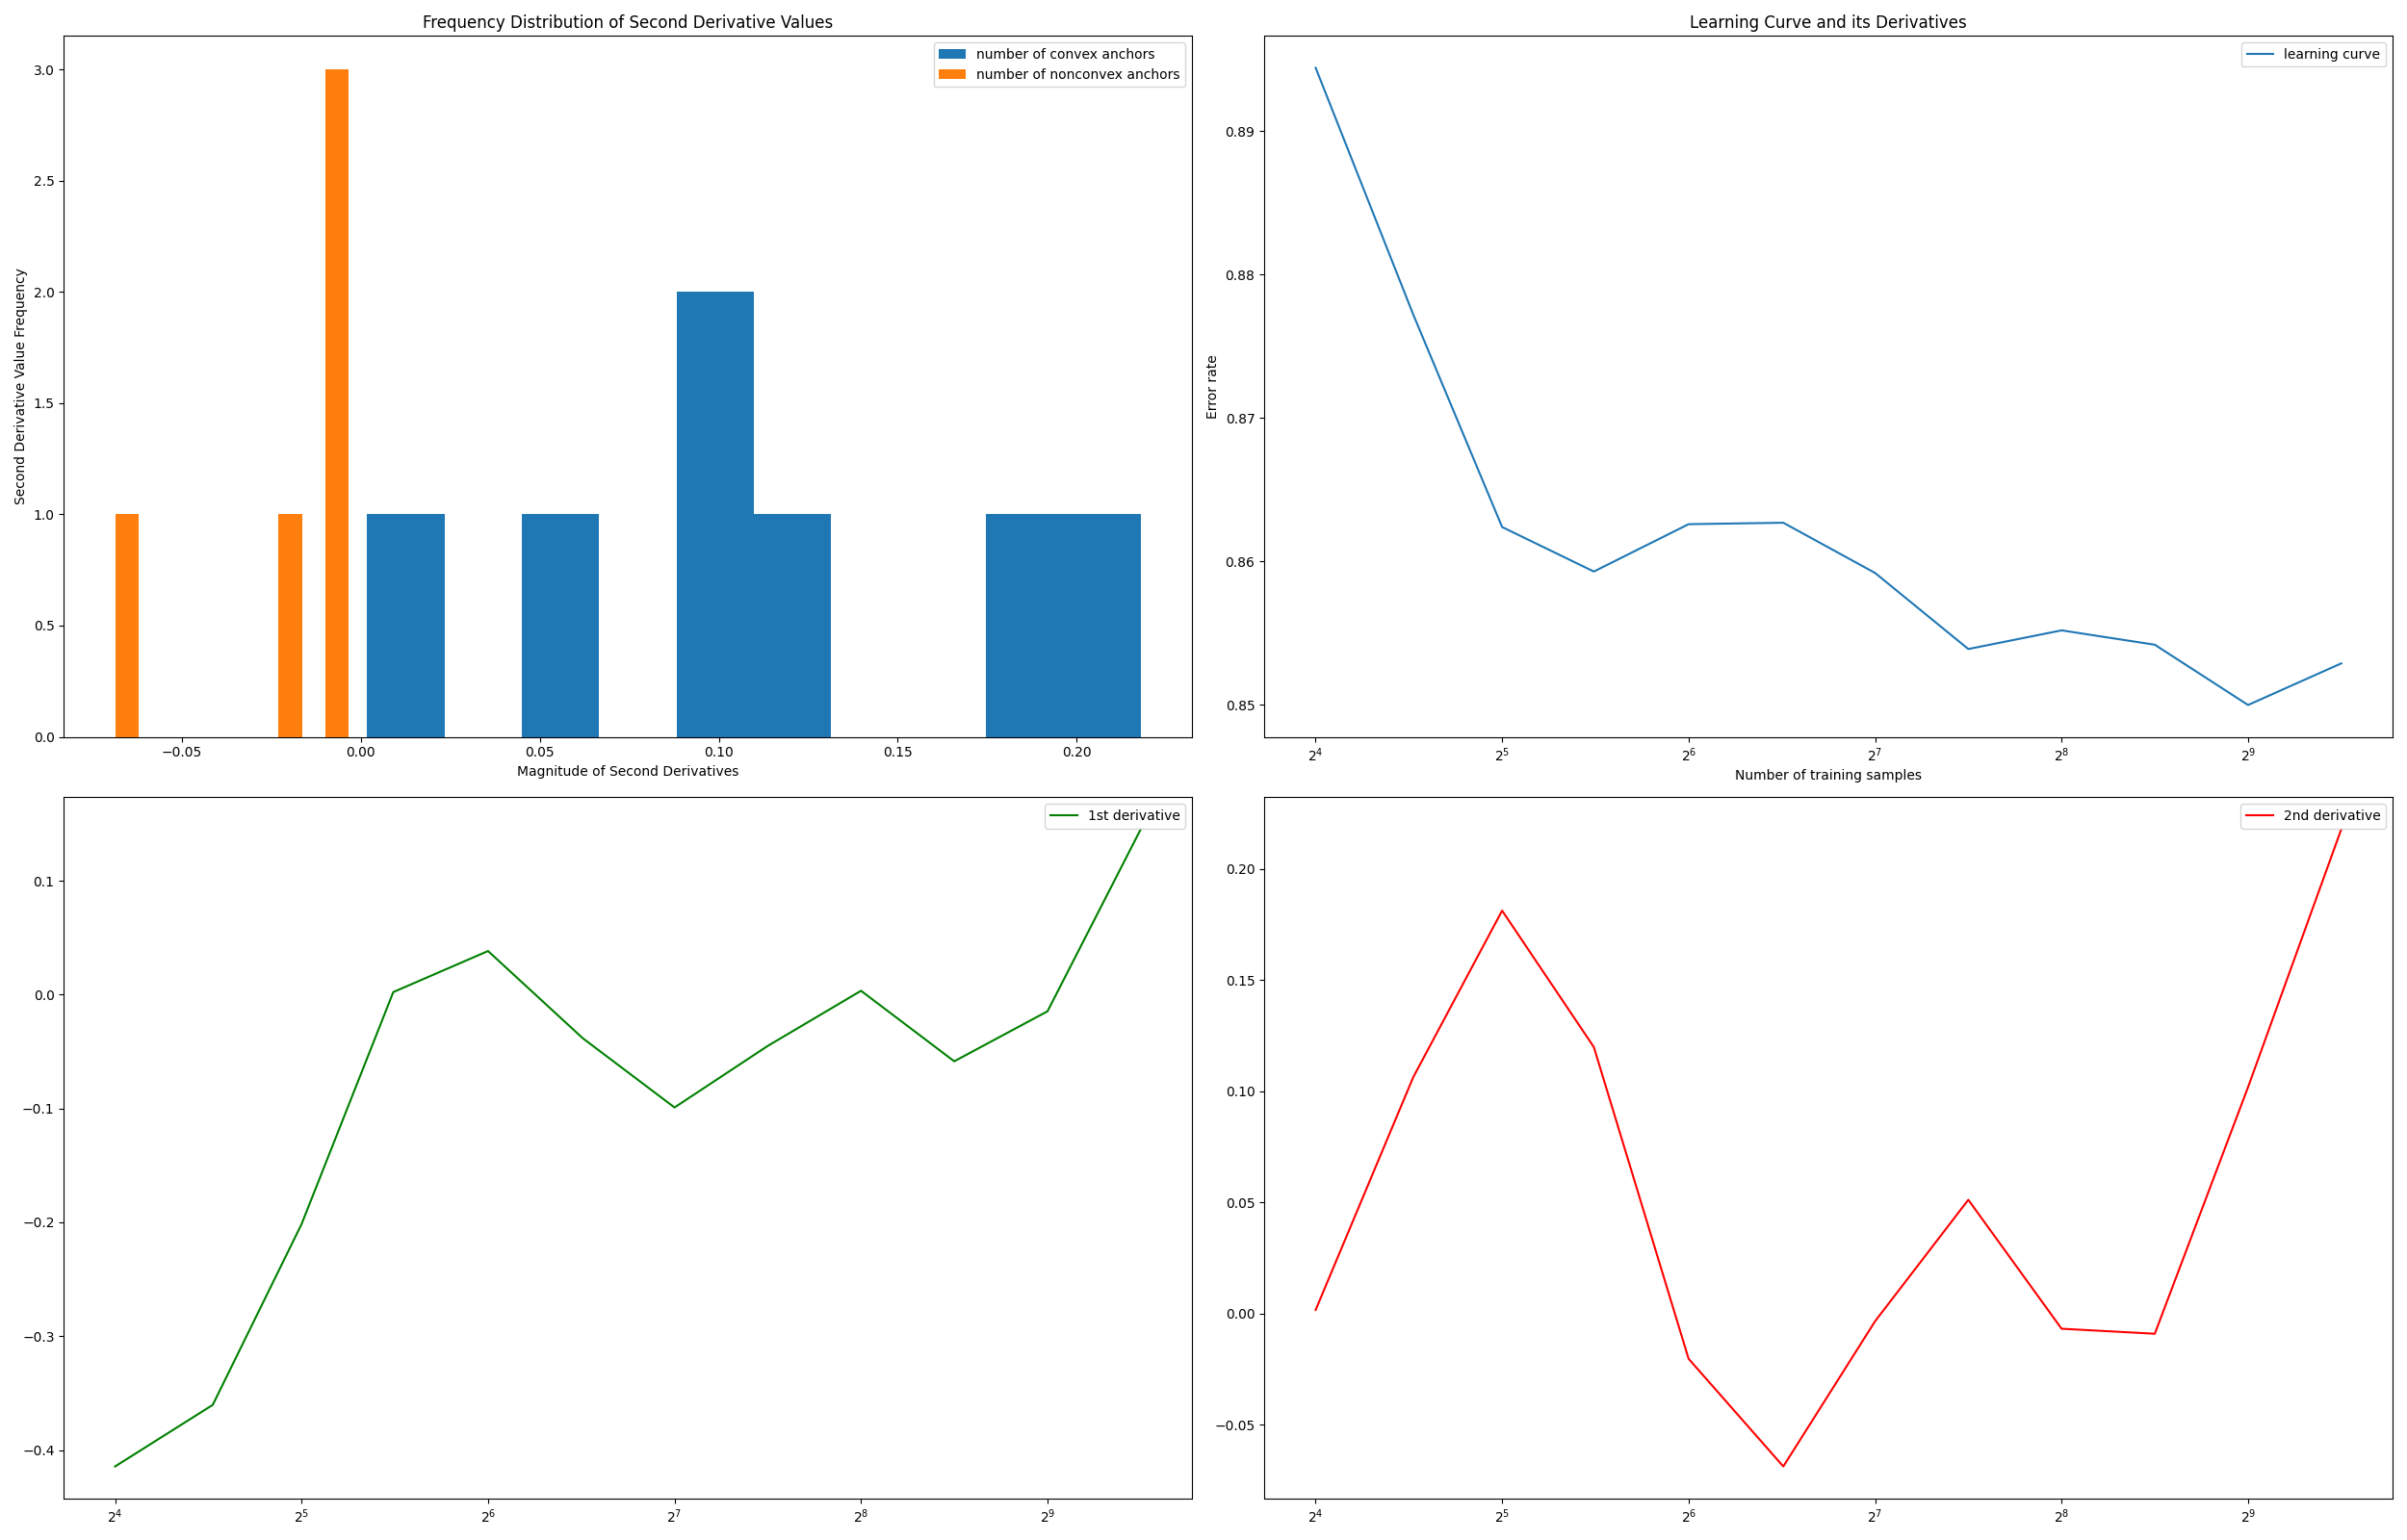 Frequency Distribution of Second Derivative Values
number of convex anchors
number of nonconvex anchors
3.0
2.5
2.0
1.5
1.0
0.5
0.0
Second Derivative Value Frequency
−0.05 0.00 0.05 0.10 0.15 0.20
Magnitude of Second Derivatives
Learning Curve and its Derivatives
learning curve
0.89
0.88
0.87
0.86
0.85
Error rate
2⁴ 2⁵ 2⁶ 2⁷ 2⁸ 2⁹
Number of training samples
1st derivative
0.1
0.0
−0.1
−0.2
−0.3
−0.4
2⁴ 2⁵ 2⁶ 2⁷ 2⁸ 2⁹
2nd derivative
0.20
0.15
0.10
0.05
0.00
−0.05
2⁴ 2⁵ 2⁶ 2⁷ 2⁸ 2⁹